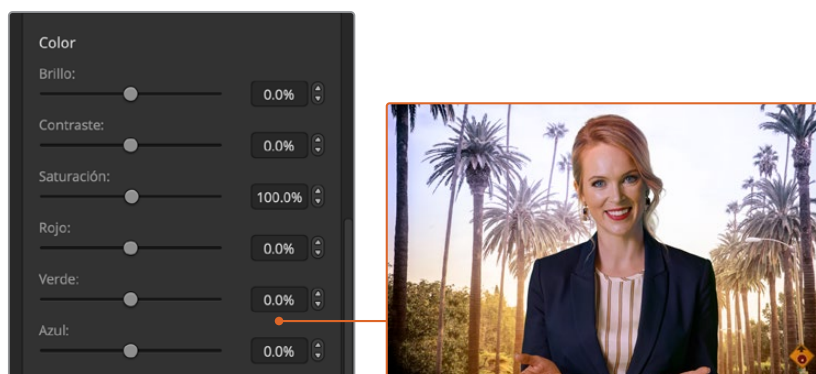 Color
Brillo:
0.0%
Contraste:
0.0%
Saturación:
100.0%
Rojo:
0.0%
Verde:
0.0%
Azul:
0.0%